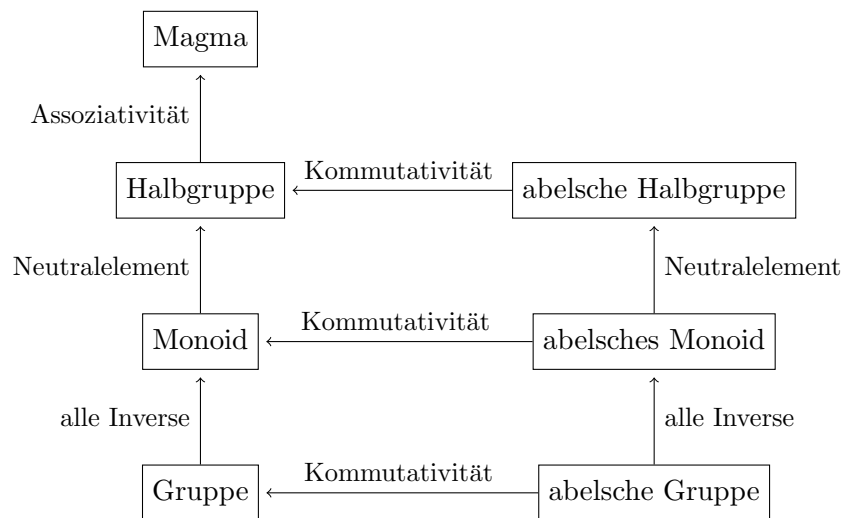 Magma
Assoziativität
Kommutativität
Halbgruppe
abelsche Halbgruppe
Neutralelement
Neutralelement
Kommutativität
Monoid
abelsches Monoid
alle Inverse
alle Inverse
Kommutativität
Gruppe
abelsche Gruppe